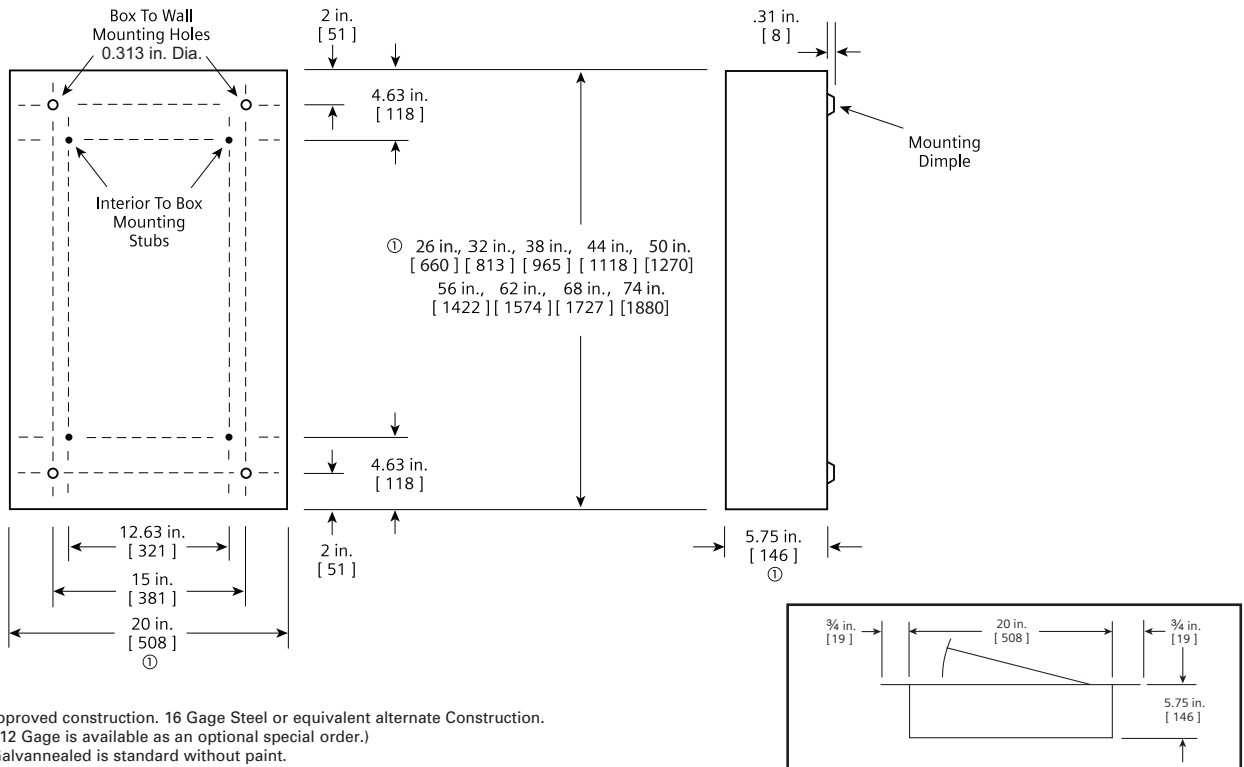 Box To Wall
Mounting Holes
0.313 in. Dia.
2 in.
[ 51 ]
4.63 in.
[ 118 ]
.31 in.
[ 8 ]
Mounting
Dimple
Interior To Box
Mounting
Stubs
① 26 in., 32 in., 38 in., 44 in., 50 in.
[ 660 ] [ 813 ] [ 965 ] [ 1118 ] [1270]
56 in., 62 in., 68 in., 74 in.
[ 1422 ] [ 1574 ] [ 1727 ] [1880]
4.63 in.
[ 118 ]
2 in.
[ 51 ]
12.63 in.
[ 321 ]
15 in.
[ 381 ]
20 in.
[ 508 ]
①
5.75 in.
[ 146 ]
①
¾ in.
[19]
20 in.
[ 508 ]
¾ in.
[19]
5.75 in.
[ 146 ]
pproved construction. 16 Gage Steel or equivalent alternate Construction.
12 Gage is available as an optional special order.)
Galvannealed is standard without paint.